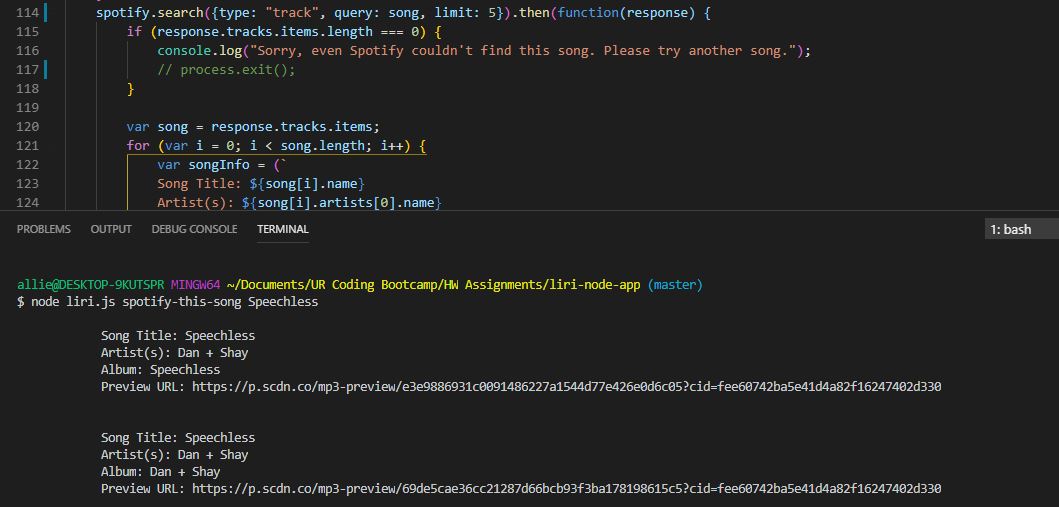 114 spotify.search({type: "track", query: song, limit: 5}).then(function(response) {
115 if (response.tracks.items.length === 0) {
116 console.log("Sorry, even Spotify couldn't find this song. Please try another song.");
117 // process.exit();
118 }
119
120 var song = response.tracks.items;
121 for (var i = 0; i < song.length; i++) {
122 var songInfo = (`
123 Song Title: ${song[i].name}
124 Artist(s): ${song[i].artists[0].name}
PROBLEMS OUTPUT DEBUG CONSOLE TERMINAL 1: bash
allie@DESKTOP-9KUTSPR MINGW64 ~/Documents/UR Coding Bootcamp/HW Assignments/liri-node-app (master)
$ node liri.js spotify-this-song Speechless
Song Title: Speechless
Artist(s): Dan + Shay
Album: Speechless
Preview URL: https://p.scdn.co/mp3-preview/e3e9886931c0091486227a1544d77e426e0d6c05?cid=fee60742ba5e41d4a82f16247402d330
Song Title: Speechless
Artist(s): Dan + Shay
Album: Dan + Shay
Preview URL: https://p.scdn.co/mp3-preview/69de5cae36cc21287d66bcb93f3ba178198615c5?cid=fee60742ba5e41d4a82f16247402d330